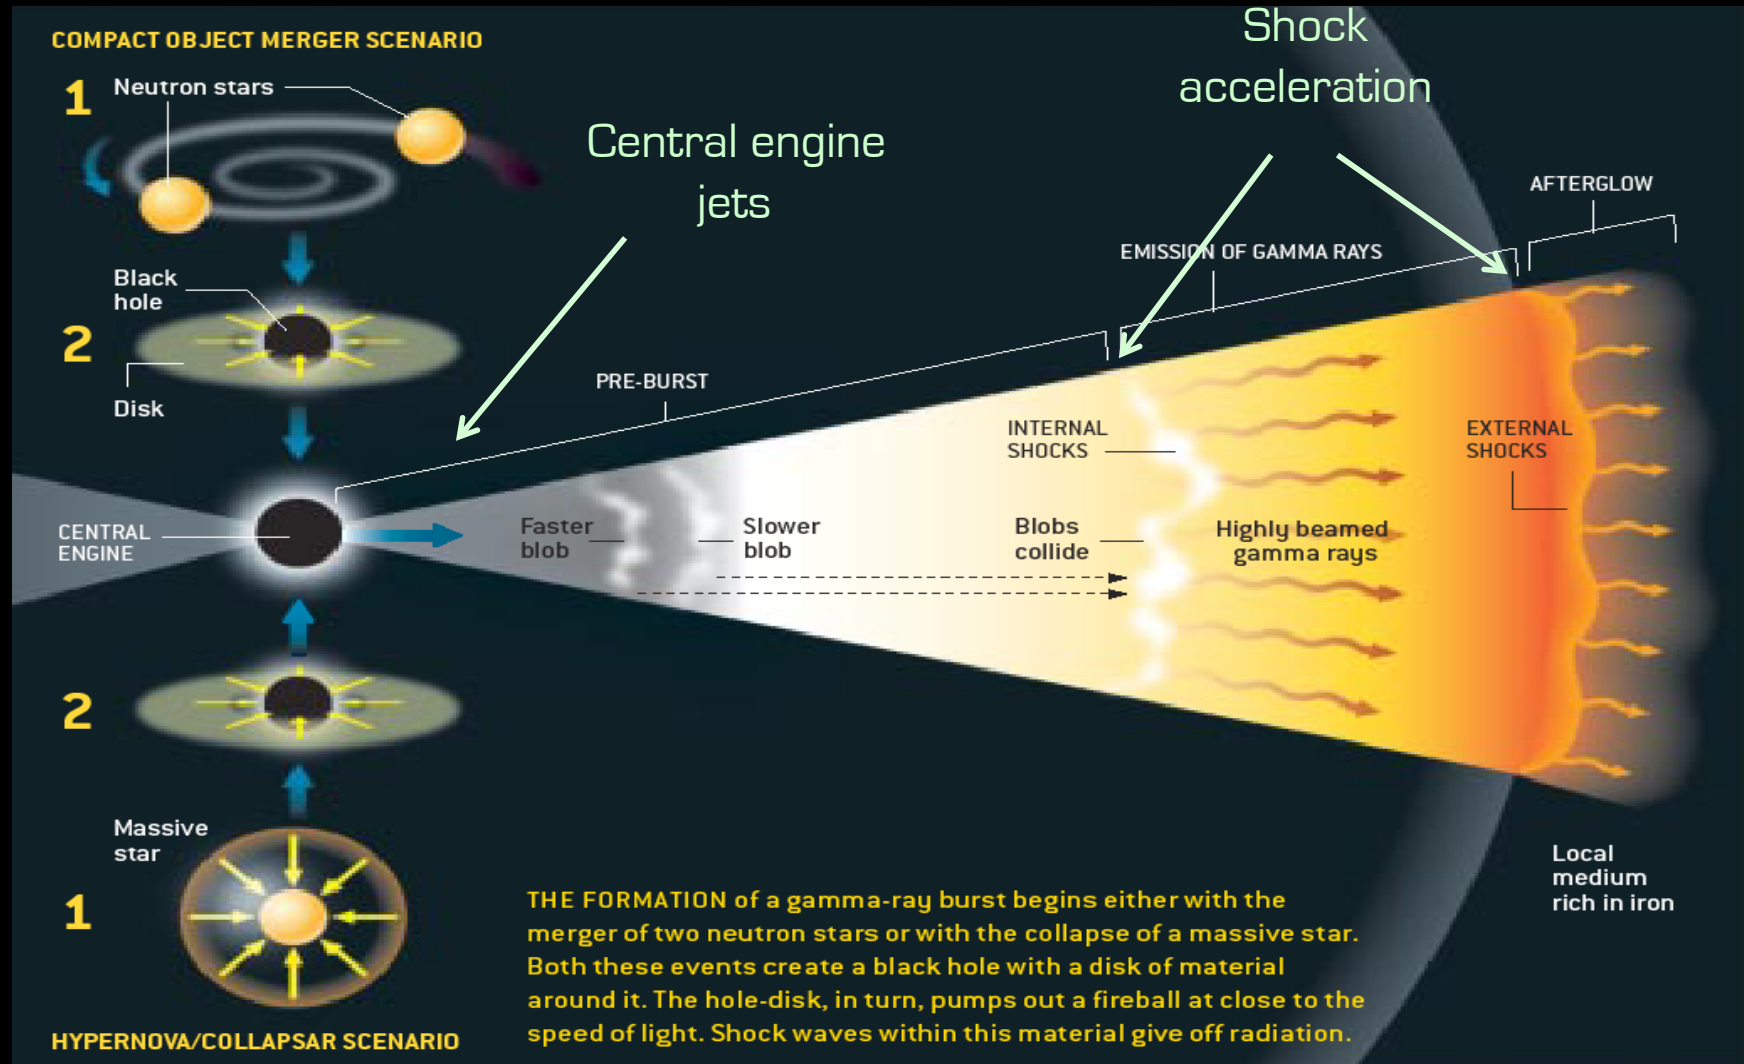 COMPACT OBJECT MERGER SCENARIO
1
Neutron stars
Central engine
jets
Shock
acceleration
AFTERGLOW
EMISSION OF GAMMA RAYS
Black
hole
2
Disk
PRE-BURST
INTERNAL
SHOCKS
EXTERNAL
SHOCKS
CENTRAL
ENGINE
Faster
blob
Slower
blob
Blobs
collide
Highly beamed
gamma rays
2
Massive
star
1
HYPERNOVA/COLLAPSAR SCENARIO
Local
medium
rich in iron
THE FORMATION of a gamma-ray burst begins either with the
merger of two neutron stars or with the collapse of a massive star.
Both these events create a black hole with a disk of material
around it. The hole-disk, in turn, pumps out a fireball at close to the
speed of light. Shock waves within this material give off radiation.